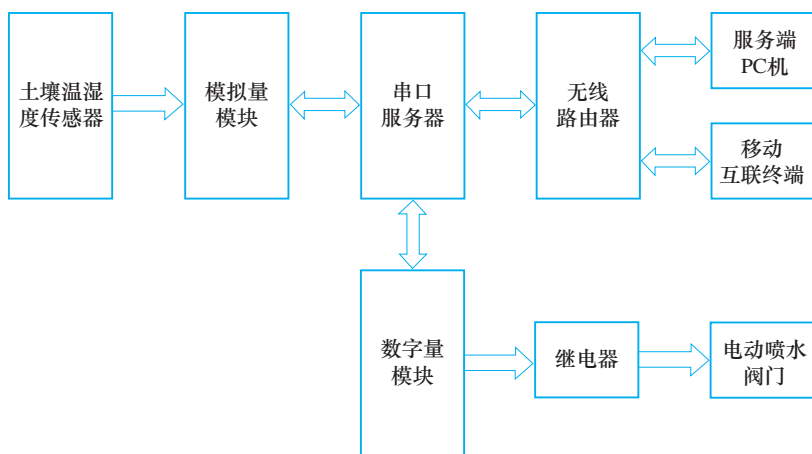 土壤温湿
度传感器
模拟量
模块
串口
服务器
无线
路由器
服务端
PC机
移动
互联终端
数字量
模块
继电器
电动喷水
阀门